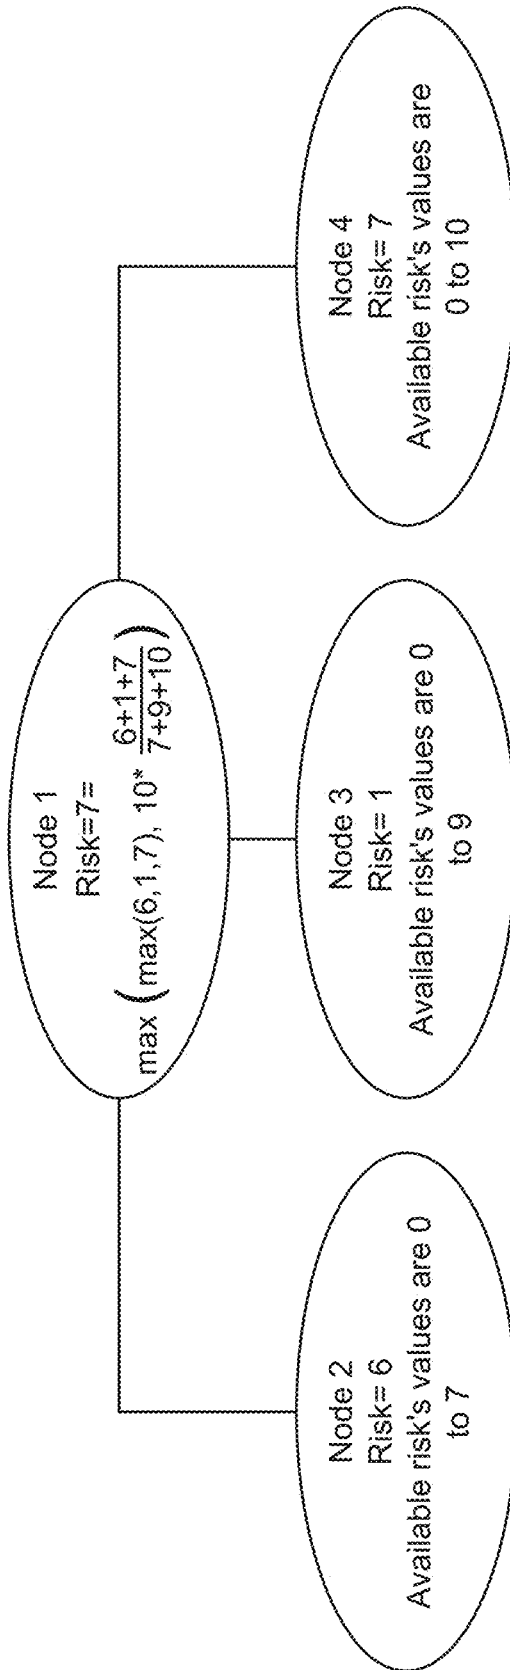 Node 1
Risk=7=
max ( max(6,1,7), 10* (6+1+7)/(7+9+10) )
Node 2
Risk= 6
Available risk's values are 0
to 7
Node 3
Risk= 1
Available risk's values are 0
to 9
Node 4
Risk= 7
Available risk's values are
0 to 10